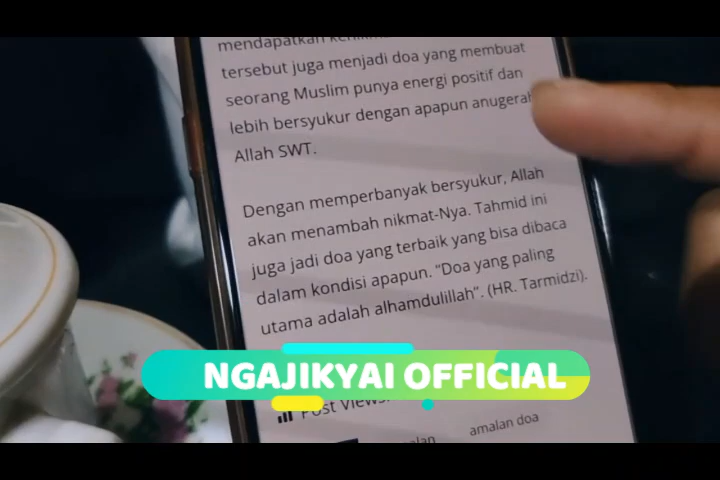 mendapatkan
tersebut juga menjadi doa yang membuat
seorang Muslim punya energi positif dan
lebih bersyukur dengan apapun anugerah
Allah SWT.
Dengan memperbanyak bersyukur, Allah
akan menambah nikmat-Nya. Tahmid ini
juga jadi doa yang terbaik yang bisa dibaca
dalam kondisi apapun. “Doa yang paling
utama adalah alhamdulillah”. (HR. Tarmidzi).
NGAJIKYAI OFFICIAL
Post Views:
amalan doa